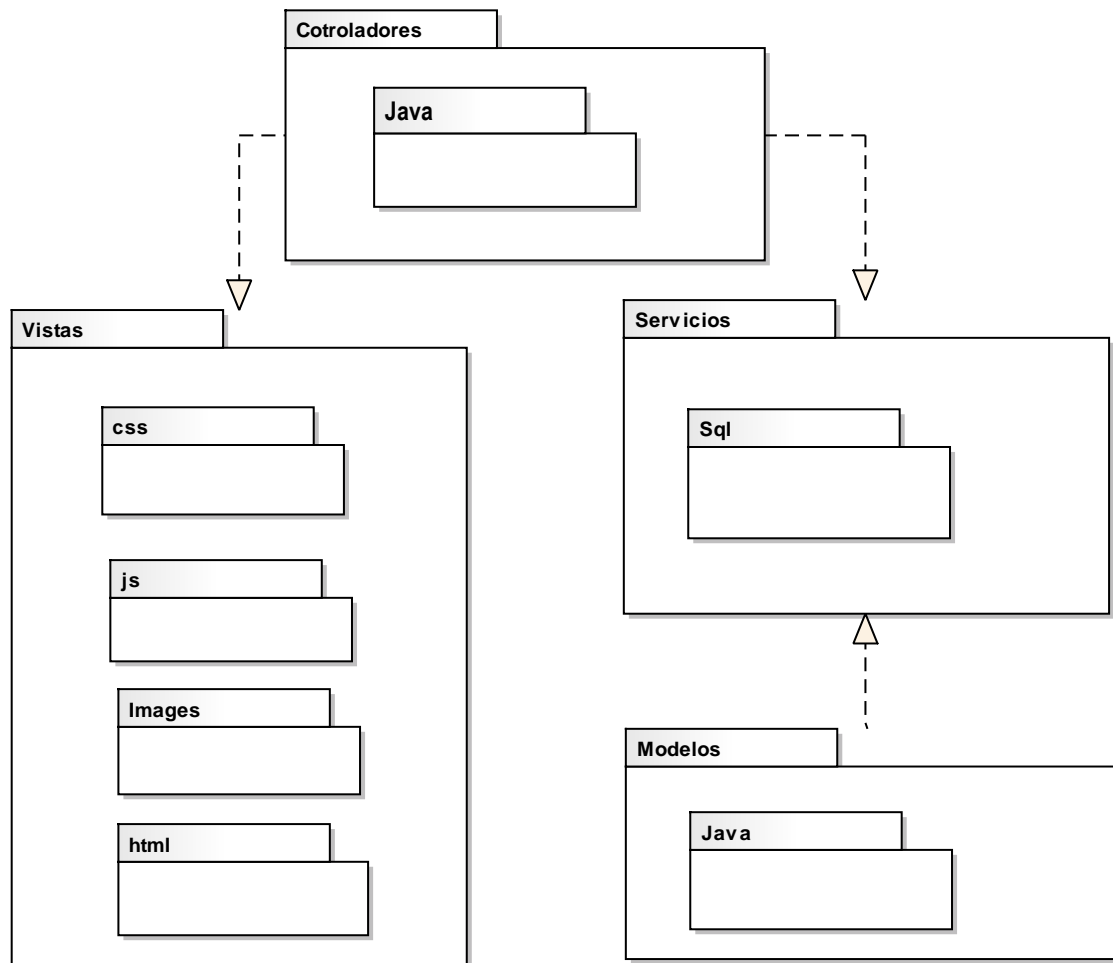 Cotroladores
Java
Vistas
css
js
Images
html
Servicios
Sql
Modelos
Java